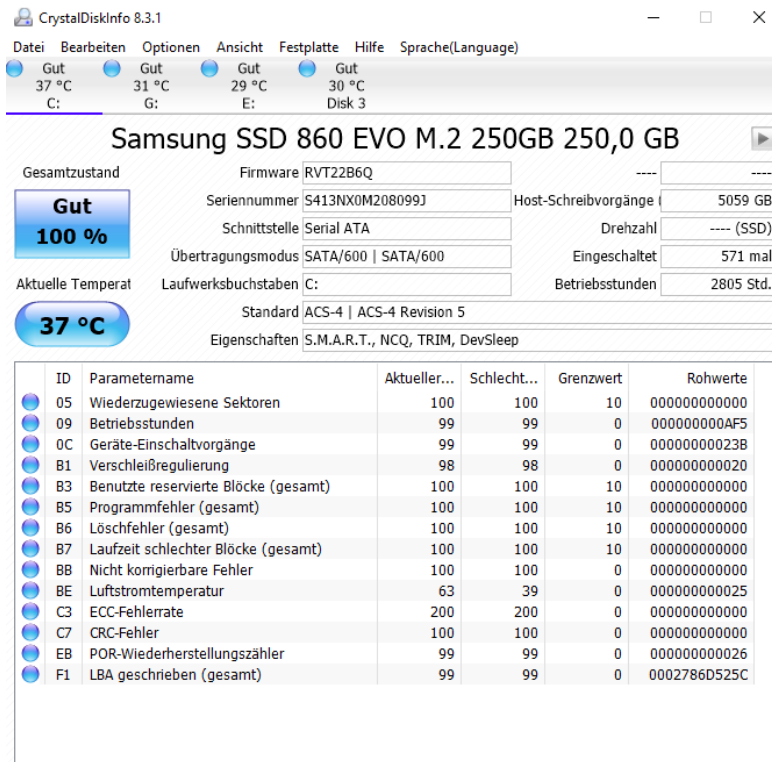 CrystalDiskInfo 8.3.1
Datei Bearbeiten Optionen Ansicht Festplatte Hilfe Sprache(Language)
Gut Gut Gut Gut
37 °C 31 °C 29 °C 30 °C
C: G: E: Disk 3
Samsung SSD 860 EVO M.2 250GB 250,0 GB
Gesamtzustand Firmware RVT22B6Q ---- ----
Gut Seriennummer S413NX0M208099J Host-Schreibvorgänge 5059 GB
100 % Schnittstelle Serial ATA Drehzahl ---- (SSD)
Übertragungsmodus SATA/600 | SATA/600 Eingeschaltet 571 mal
Aktuelle Temperat Laufwerksbuchstaben C: Betriebsstunden 2805 Std.
37 °C Standard ACS-4 | ACS-4 Revision 5
Eigenschaften S.M.A.R.T., NCQ, TRIM, DevSleep
ID Parametername Aktueller... Schlecht... Grenzwert Rohwerte
05 Wiederzugewiesene Sektoren 100 100 10 000000000000
09 Betriebsstunden 99 99 0 000000000AF5
0C Geräte-Einschaltvorgänge 99 99 0 00000000023B
B1 Verschleißregulierung 98 98 0 000000000020
B3 Benutzte reservierte Blöcke (gesamt) 100 100 10 000000000000
B5 Programmfehler (gesamt) 100 100 10 000000000000
B6 Löschfehler (gesamt) 100 100 10 000000000000
B7 Laufzeit schlechter Blöcke (gesamt) 100 100 10 000000000000
BB Nicht korrigierbare Fehler 100 100 0 000000000000
BE Luftstromtemperatur 63 39 0 000000000025
C3 ECC-Fehlerrate 200 200 0 000000000000
C7 CRC-Fehler 100 100 0 000000000000
EB POR-Wiederherstellungszähler 99 99 0 000000000026
F1 LBA geschrieben (gesamt) 99 99 0 0002786D525C